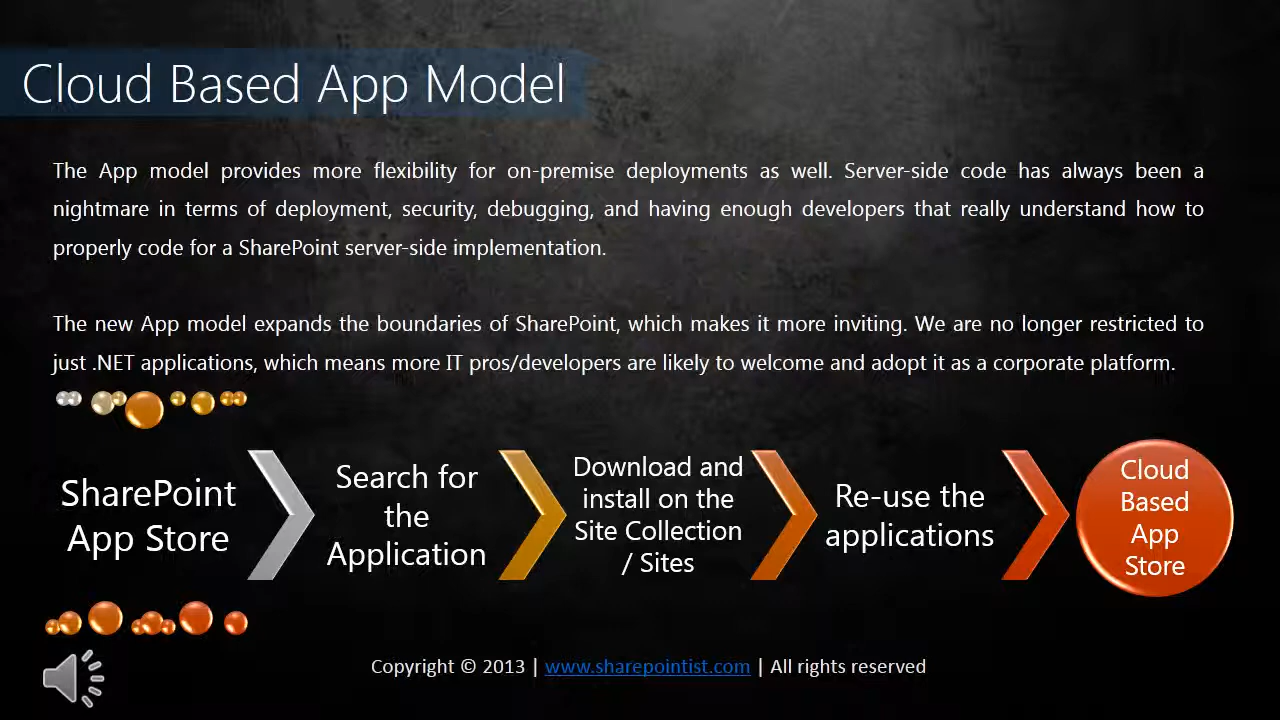 Cloud Based App Model
The App model provides more flexibility for on-premise deployments as well. Server-side code has always been a
nightmare in terms of deployment, security, debugging, and having enough developers that really understand how to
properly code for a SharePoint server-side implementation.
The new App model expands the boundaries of SharePoint, which makes it more inviting. We are no longer restricted to
just .NET applications, which means more IT pros/developers are likely to welcome and adopt it as a corporate platform.
SharePoint
App Store
Search for
the
Application
Download and
install on the
Site Collection
/ Sites
Re-use the
applications
Cloud
Based
App
Store
Copyright © 2013 | www.sharepointist.com | All rights reserved